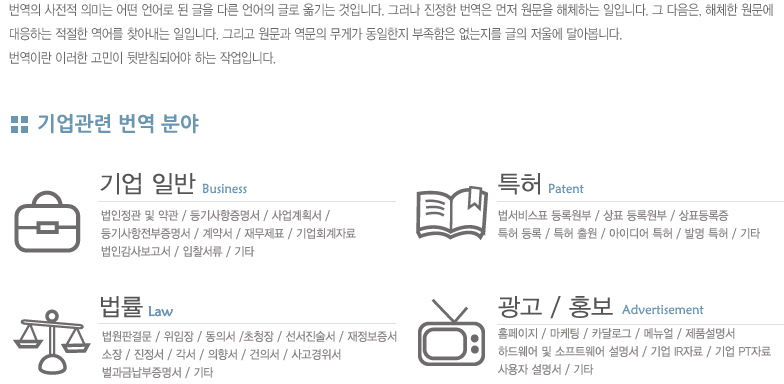 번역의 사전적 의미는 어떤 언어로 된 글을 다른 언어의 글로 옮기는 것입니다. 그러나 진정한 번역은 먼저 원문을 해체하는 일입니다. 그 다음은, 해체한 원문에
대응하는 적절한 역어를 찾아내는 일입니다. 그리고 원문과 역문의 무게가 동일한지 부족함은 없는지를 글의 저울에 달아봅니다.
번역이란 이러한 고민이 뒷받침되어야 하는 작업입니다.
기업관련 번역 분야
기업 일반 Business
법인정관 및 약관 / 등기사항증명서 / 사업계획서 /
등기사항전부증명서 / 계약서 / 재무제표 / 기업회계자료
법인감사보고서 / 입찰서류 / 기타
특허 Patent
법서비스표 등록원부 / 상표 등록원부 / 상표등록증
특허 등록 / 특허 출원 / 아이디어 특허 / 발명 특허 / 기타
법률 Law
법원판결문 / 위임장 / 동의서 /초청장 / 선서진술서 / 재정보증서
소장 / 진정서 / 각서 / 의향서 / 건의서 / 사고경위서
벌과금납부증명서 / 기타
광고 / 홍보 Advertisement
홈페이지 / 마케팅 / 카달로그 / 메뉴얼 / 제품설명서
하드웨어 및 소프트웨어 설명서 / 기업 IR자료 / 기업 PT자료
사용자 설명서 / 기타